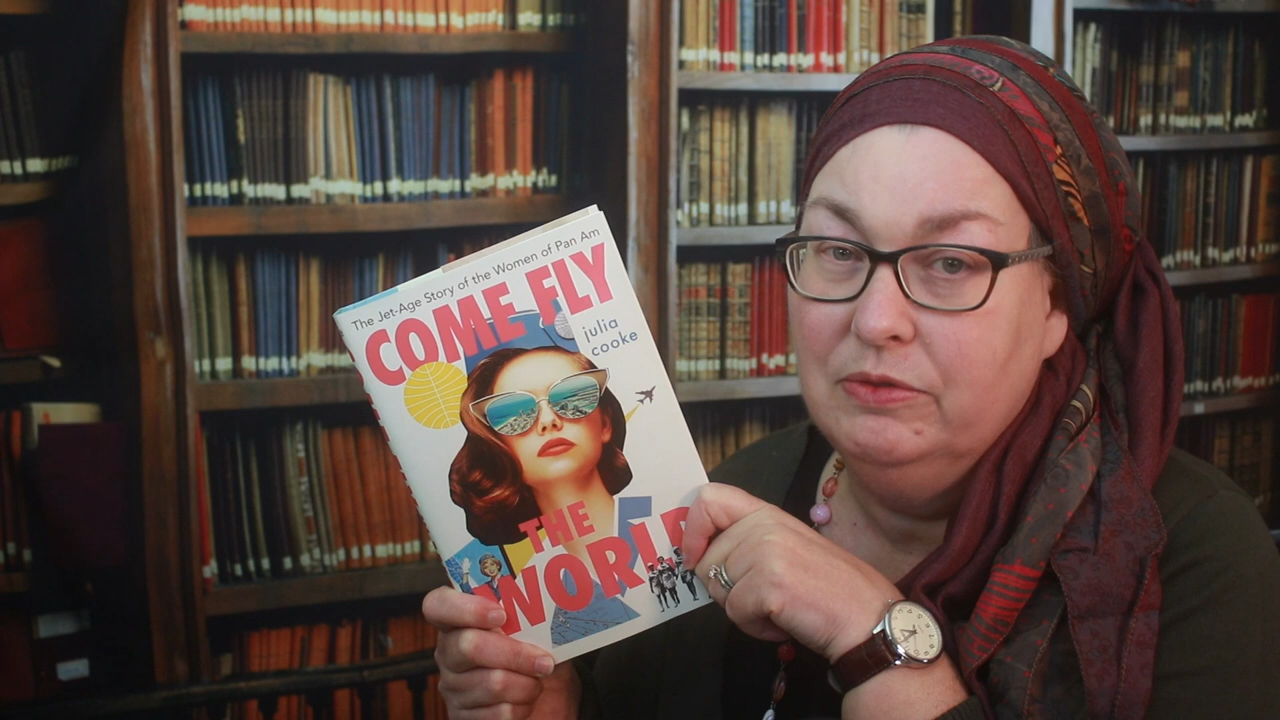 The Jet-Age Story of the Women of Pan Am
COME FLY
julia
cooke
THE
WORLD